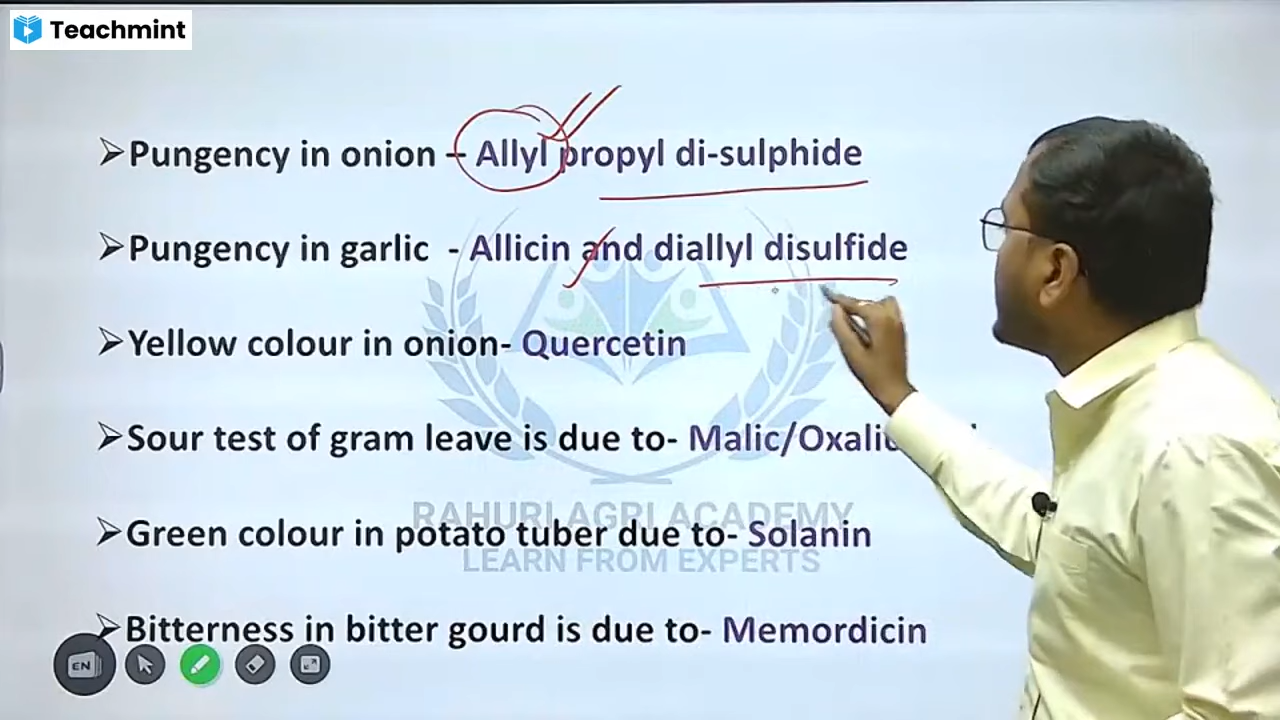 Teachmint
➢Pungency in onion – Allyl propyl di-sulphide
➢Pungency in garlic - Allicin and diallyl disulfide
➢Yellow colour in onion- Quercetin
➢Sour test of gram leave is due to- Malic/Oxalic
RAHURI AGRI ACADEMY
➢Green colour in potato tuber due to- Solanin
LEARN FROM EXPERTS
➢Bitterness in bitter gourd is due to- Memordicin
EN